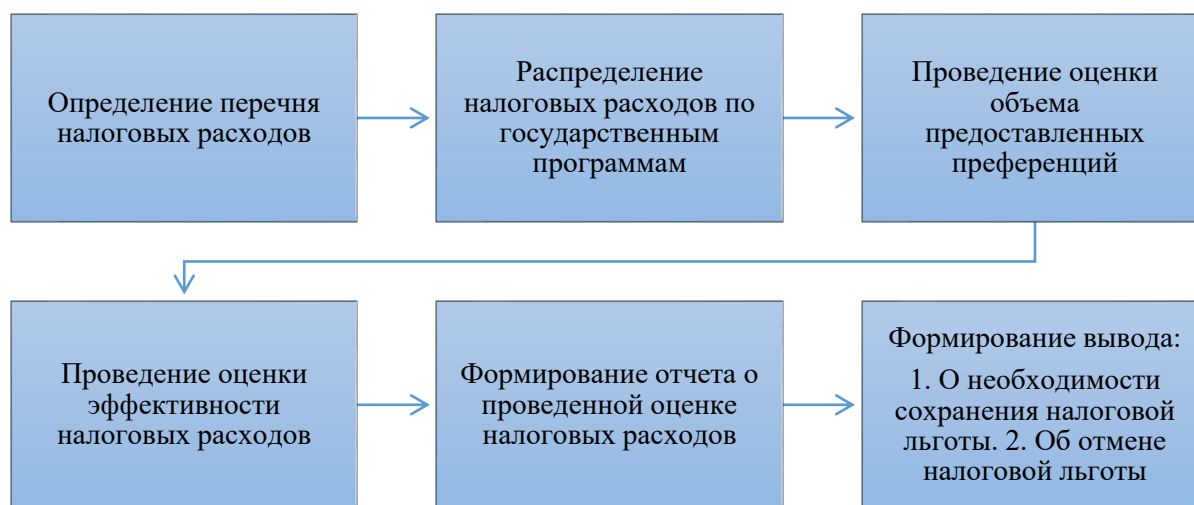 Определение перечня
налоговых расходов
Распределение
налоговых расходов по
государственным
программам
Проведение оценки
объема
предоставленных
преференций
Проведение оценки
эффективности
налоговых расходов
Формирование отчета о
проведенной оценке
налоговых расходов
Формирование вывода:
1. О необходимости
сохранения налоговой
льготы. 2. Об отмене
налоговой льготы